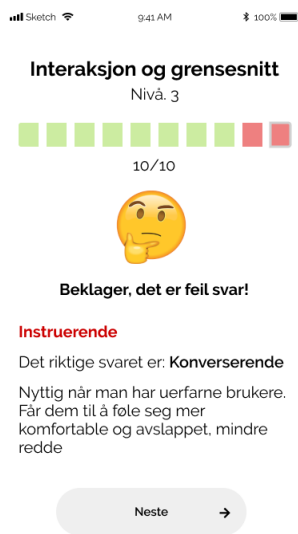 Sketch 9:41 AM 100%
Interaksjon og grensesnitt
Nivå. 3
10/10
Beklager, det er feil svar!
Instruerende
Det riktige svaret er: Konverserende
Nyttig når man har uerfarne brukere.
Får dem til å føle seg mer
komfortable og avslappet, mindre
redde
Neste